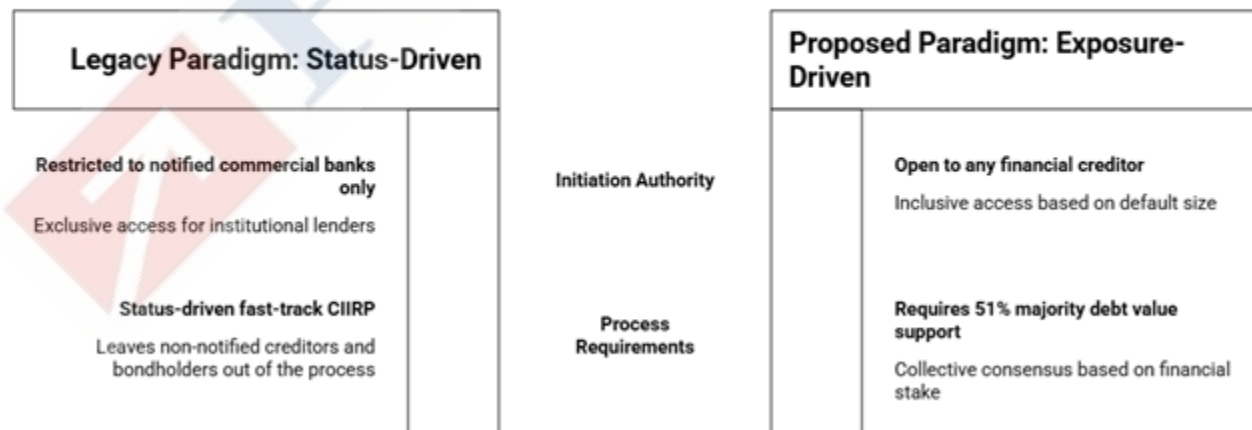 Legacy Paradigm: Status-Driven
Proposed Paradigm: Exposure-
Driven
Restricted to notified commercial banks
only
Exclusive access for institutional lenders
Initiation Authority
Open to any financial creditor
Inclusive access based on default size
Status-driven fast-track CIIRP
Leaves non-notified creditors and
bondholders out of the process
Process
Requirements
Requires 51% majority debt value
support
Collective consensus based on financial
stake